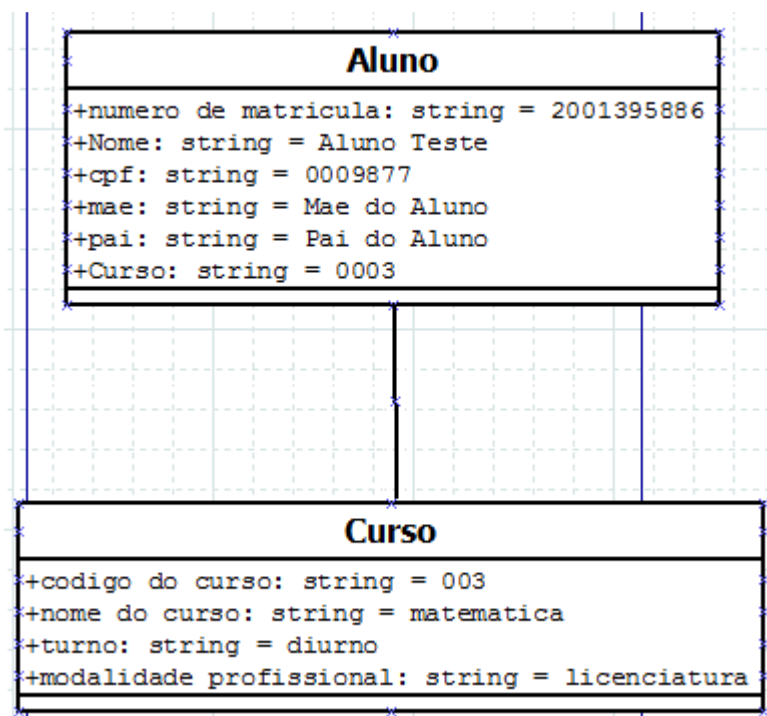 Aluno
+numero de matricula: string = 2001395886
+Nome: string = Aluno Teste
+cpf: string = 0009877
+mae: string = Mae do Aluno
+pai: string = Pai do Aluno
+Curso: string = 0003
Curso
+codigo do curso: string = 003
+nome do curso: string = matematica
+turno: string = diurno
+modalidade profissional: string = licenciatura